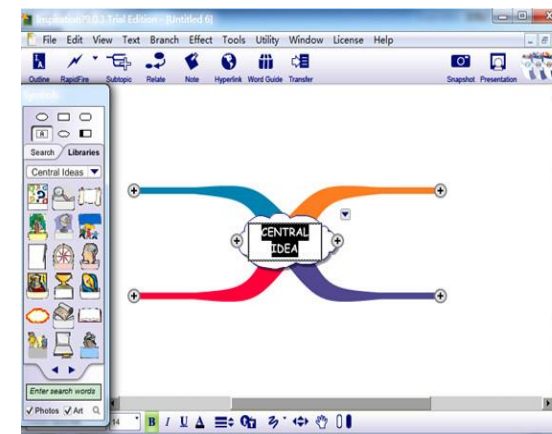 Inspiration 9.0.3 Trial Edition - [Untitled 6]
File Edit View Text Branch Effect Tools Utility Window License Help
Outline RapidFire Subtopic Relate Note Hyperlink Word Guide Transfer Snapshot Presentation
Symbols
Search Libraries
Central Ideas
CENTRAL
IDEA
Enter search words
Photos Art
14 B I U A